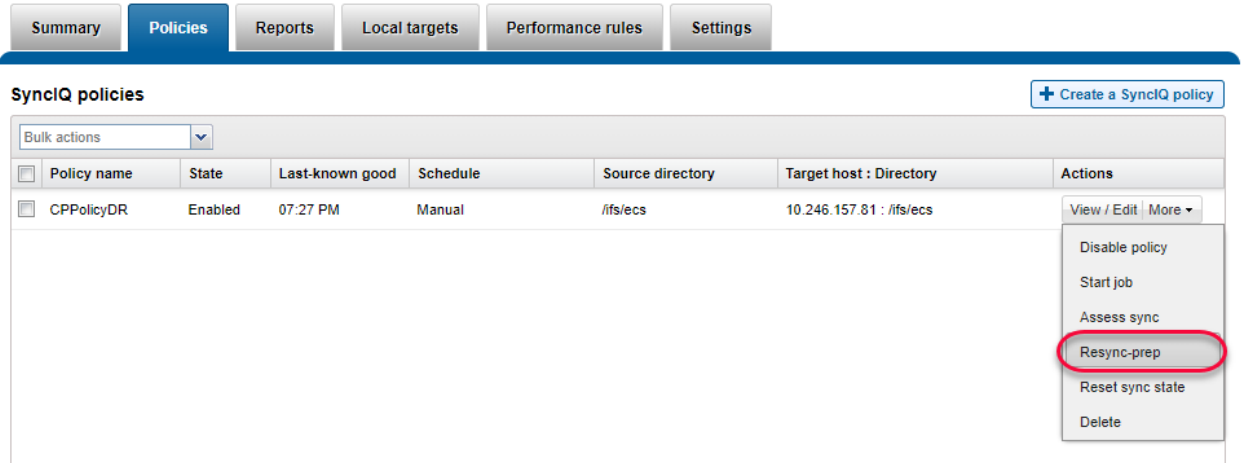 Summary Policies Reports Local targets Performance rules Settings
SyncIQ policies
+ Create a SyncIQ policy
Bulk actions
Policy name State Last-known good Schedule Source directory Target host : Directory Actions
CPPolicyDR Enabled 07:27 PM Manual /ifs/ecs 10.246.157.81 : /ifs/ecs View / Edit More
Disable policy
Start job
Assess sync
Resync-prep
Reset sync state
Delete